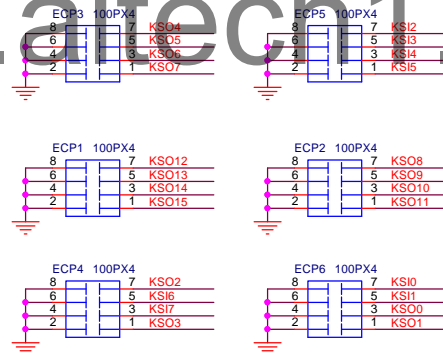 .aitech1.
ECP3 100PX4
8 7 KSO4
6 5 KSO5
4 3 KSO6
2 1 KSO7
ECP5 100PX4
8 7 KSI2
6 5 KSI3
4 3 KSI4
2 1 KSI5
ECP1 100PX4
8 7 KSO12
6 5 KSO13
4 3 KSO14
2 1 KSO15
ECP2 100PX4
8 7 KSO8
6 5 KSO9
4 3 KSO10
2 1 KSO11
ECP4 100PX4
8 7 KSO2
6 5 KSI6
4 3 KSI7
2 1 KSO3
ECP6 100PX4
8 7 KSI0
6 5 KSI1
4 3 KSO0
2 1 KSO1